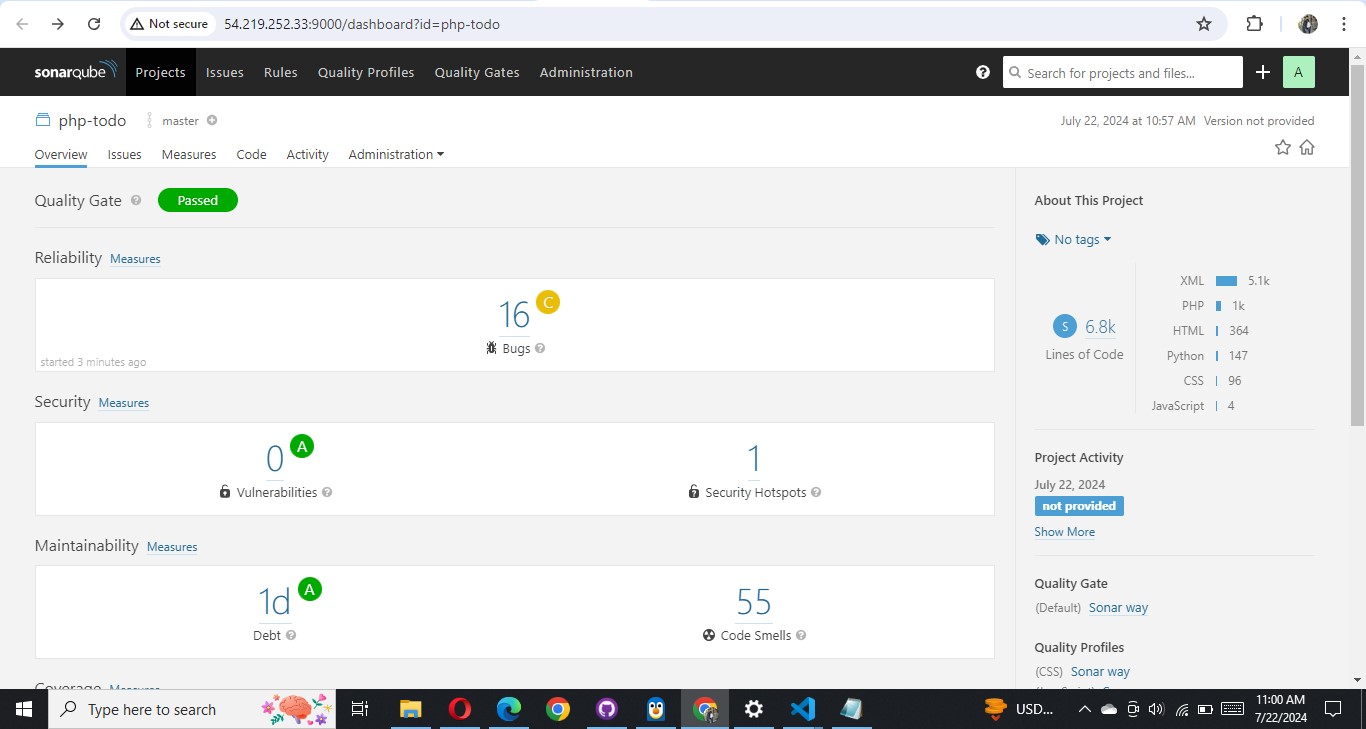 Not secure 54.219.252.33:9000/dashboard?id=php-todo
sonarqube Projects Issues Rules Quality Profiles Quality Gates Administration ? Search for projects and files... A
php-todo master July 22, 2024 at 10:57 AM Version not provided
Overview Issues Measures Code Activity Administration
Quality Gate ? Passed
Reliability Measures
16 C
Bugs ?
started 3 minutes ago
Security Measures
0 A
Vulnerabilities ?
1
Security Hotspots ?
Maintainability Measures
1d A
Debt ?
55
Code Smells ?
Coverage Measures
About This Project
No tags
S 6.8k
Lines of Code
XML 5.1k
PHP 1k
HTML 364
Python 147
CSS 96
JavaScript 4
Project Activity
July 22, 2024
not provided
Show More
Quality Gate
(Default) Sonar way
Quality Profiles
(CSS) Sonar way
Type here to search
USD...
11:00 AM
7/22/2024